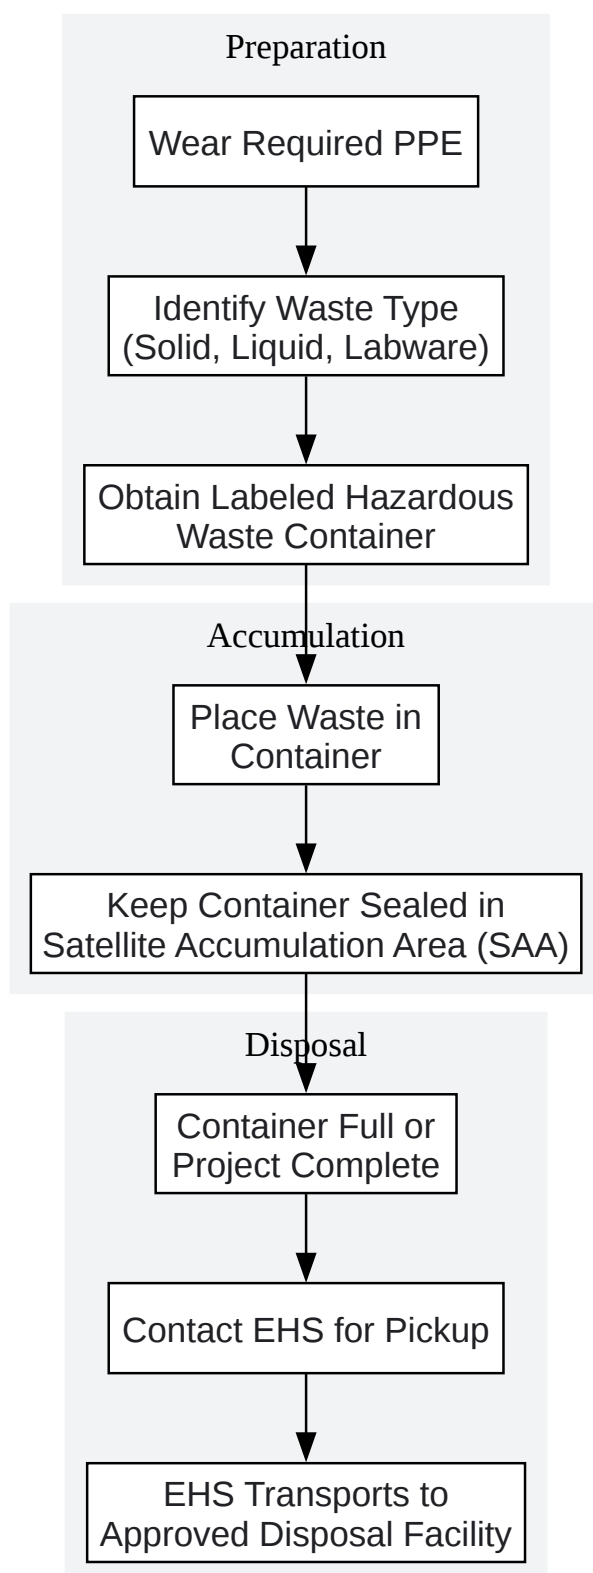 Preparation
Wear Required PPE
Identify Waste Type
(Solid, Liquid, Labware)
Obtain Labeled Hazardous
Waste Container
Accumulation
Place Waste in
Container
Keep Container Sealed in
Satellite Accumulation Area (SAA)
Disposal
Container Full or
Project Complete
Contact EHS for Pickup
EHS Transports to
Approved Disposal Facility